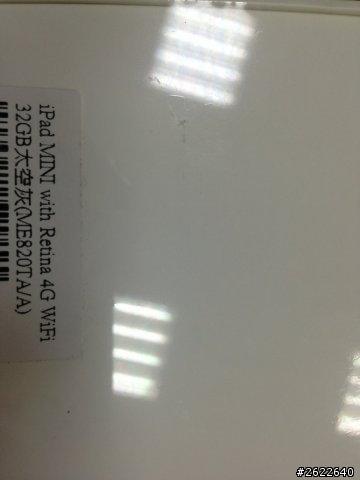 iPad MINI with Retina 4G WiFi
32GB太空灰(ME820TA/A)
#2622640